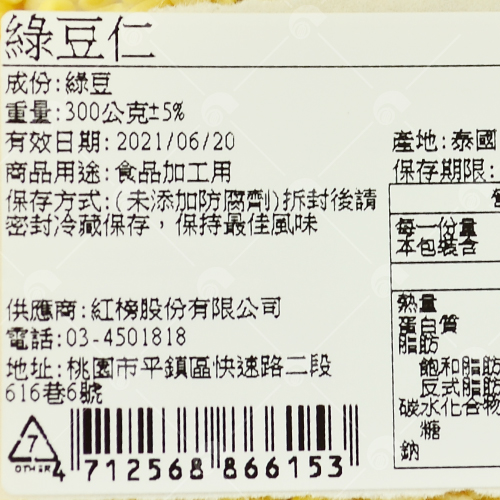 綠豆仁
成份:綠豆
重量:300公克±5%
有效日期:2021/06/20
產地:泰國
商品用途:食品加工用
保存期限:
保存方式:(未添加防腐劑)拆封後請
密封冷藏保存，保持最佳風味
每一份量
本包裝含
熱量
蛋白質
脂肪
飽和脂肪
反式脂肪
碳水化合物
糖
鈉
供應商:紅榜股份有限公司
電話:03-4501818
地址:桃園市平鎮區快速路二段
616巷6號
7
OTHER
4 712568 866153